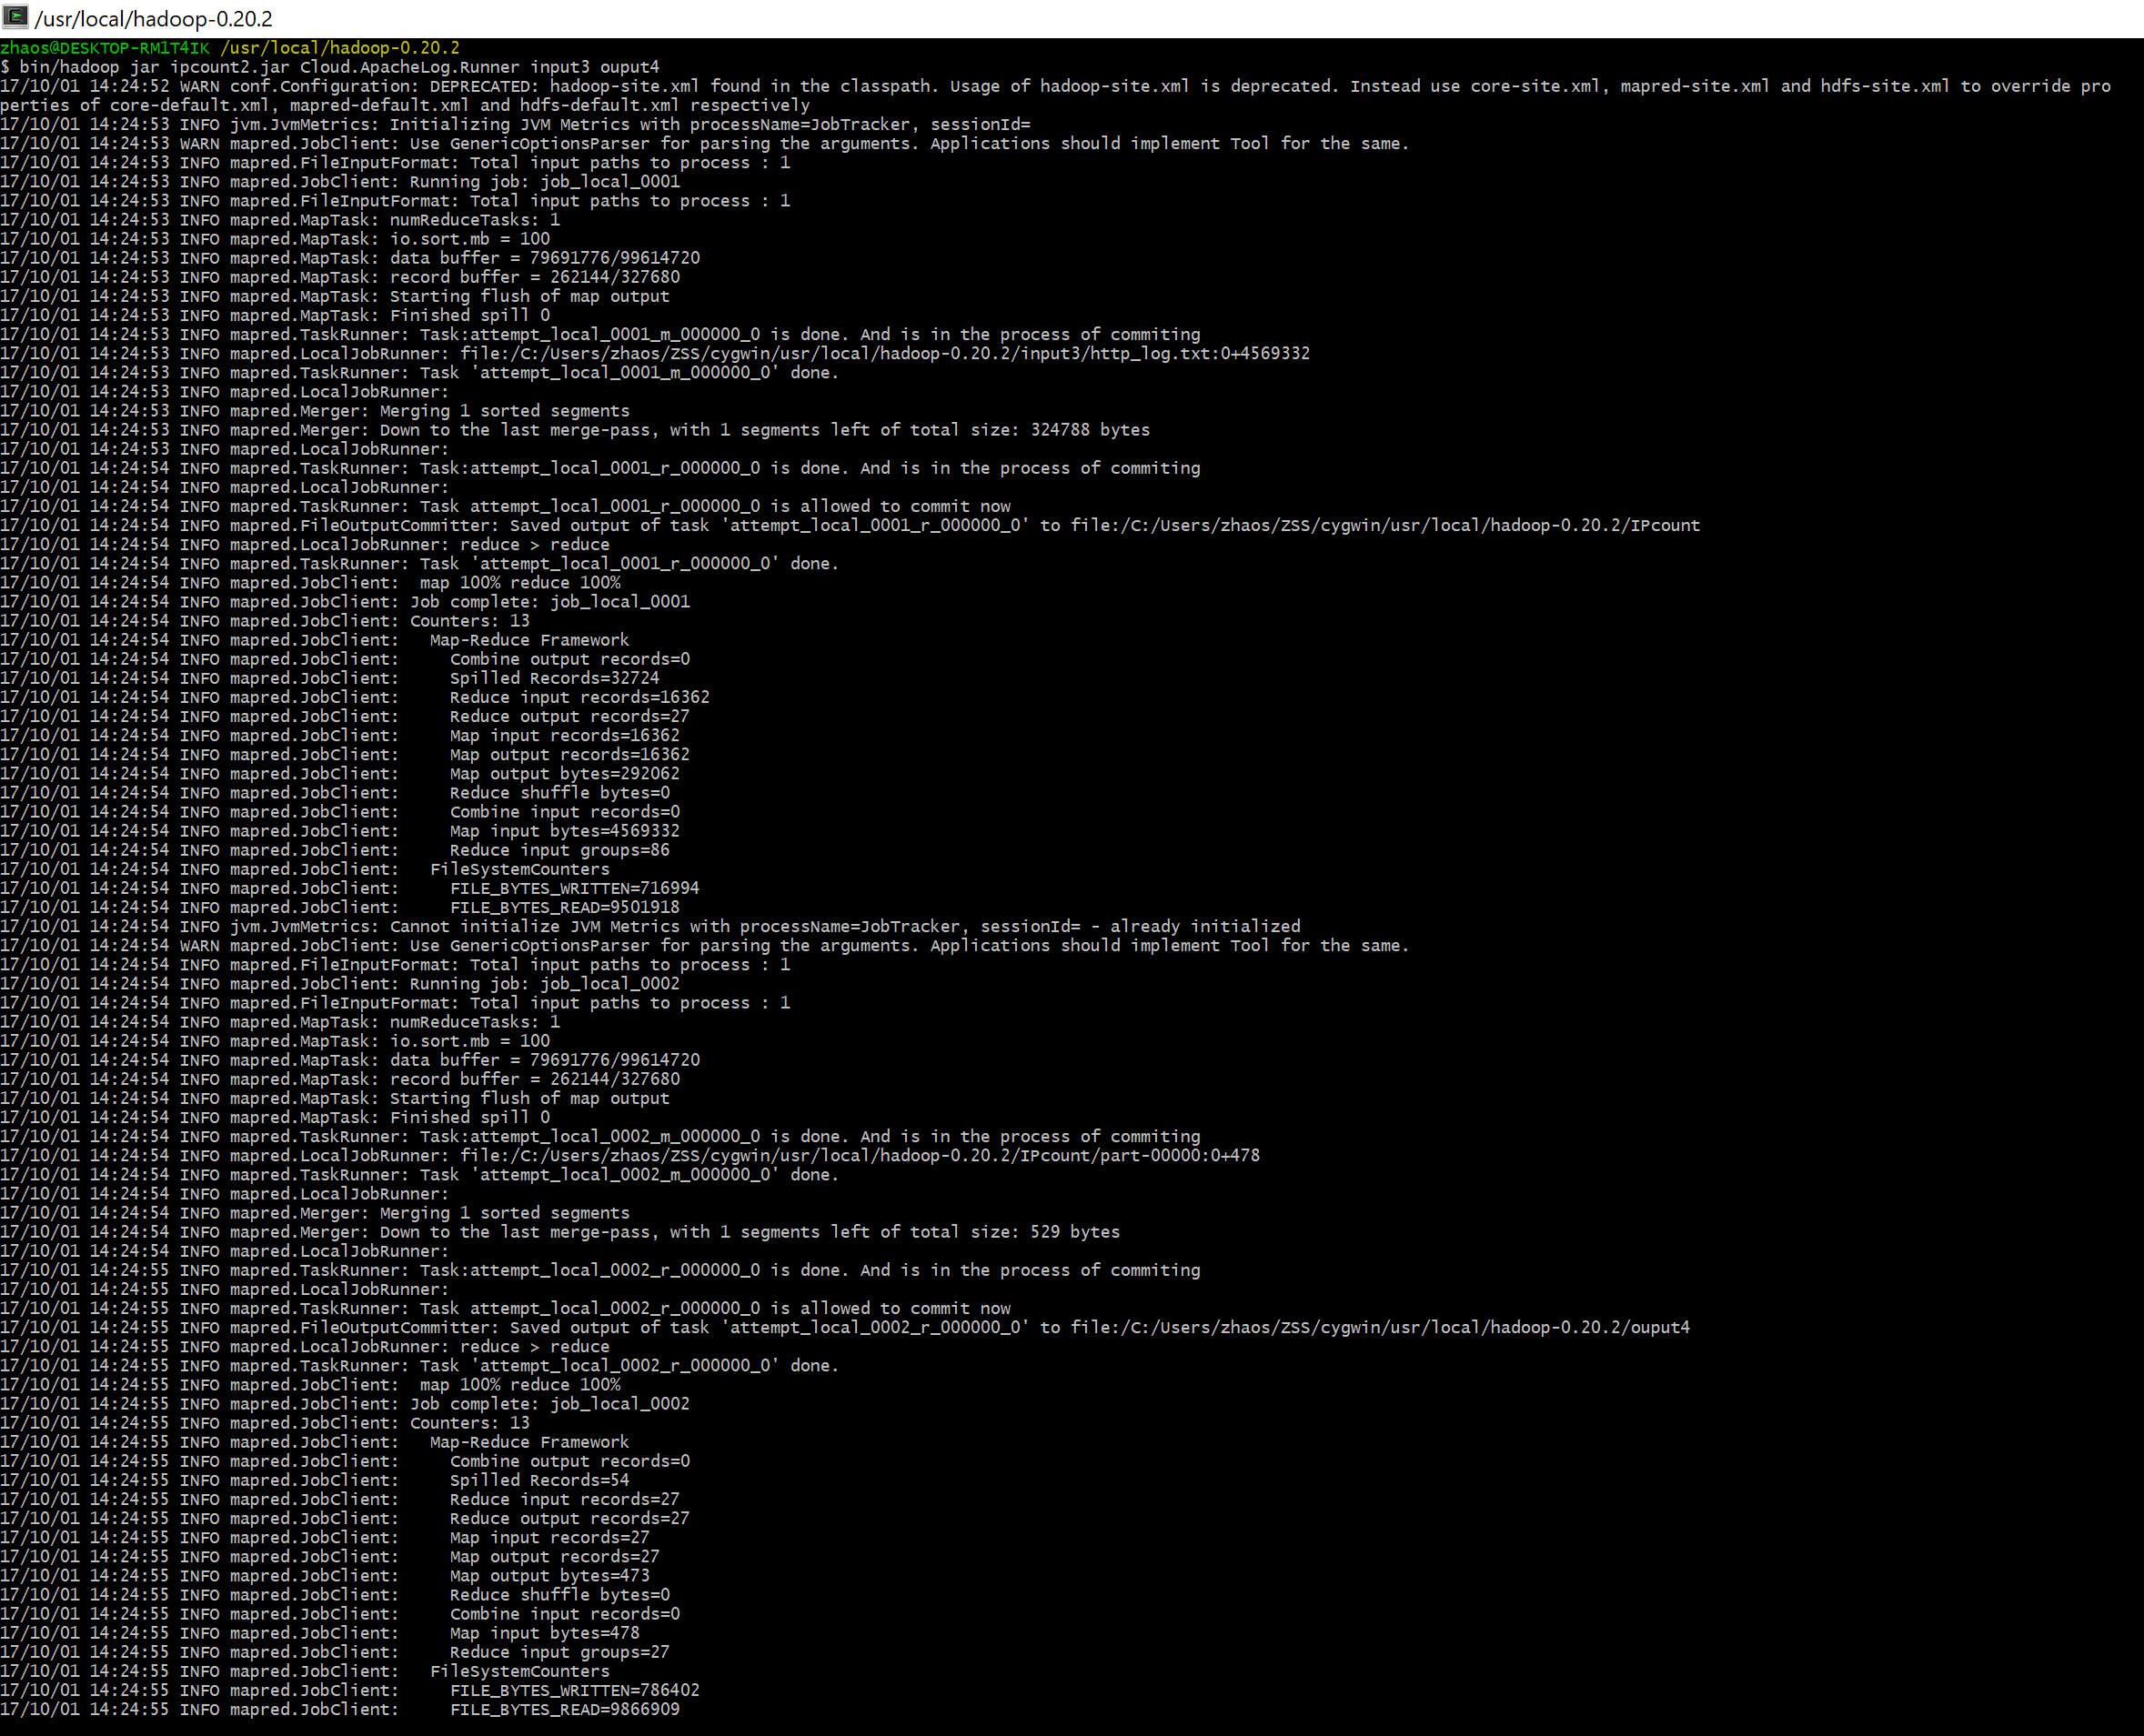 /usr/local/hadoop-0.20.2
zhaos@DESKTOP-RM1T4IK /usr/local/hadoop-0.20.2
$ bin/hadoop jar ipcount2.jar Cloud.ApacheLog.Runner input3 ouput4
17/10/01 14:24:52 WARN conf.Configuration: DEPRECATED: hadoop-site.xml found in the classpath. Usage of hadoop-site.xml is deprecated. Instead use core-site.xml, mapred-site.xml and hdfs-site.xml to override pro
perties of core-default.xml, mapred-default.xml and hdfs-default.xml respectively
17/10/01 14:24:53 INFO jvm.JvmMetrics: Initializing JVM Metrics with processName=JobTracker, sessionId=
17/10/01 14:24:53 WARN mapred.JobClient: Use GenericOptionsParser for parsing the arguments. Applications should implement Tool for the same.
17/10/01 14:24:53 INFO mapred.FileInputFormat: Total input paths to process : 1
17/10/01 14:24:53 INFO mapred.JobClient: Running job: job_local_0001
17/10/01 14:24:53 INFO mapred.FileInputFormat: Total input paths to process : 1
17/10/01 14:24:53 INFO mapred.MapTask: numReduceTasks: 1
17/10/01 14:24:53 INFO mapred.MapTask: io.sort.mb = 100
17/10/01 14:24:53 INFO mapred.MapTask: data buffer = 79691776/99614720
17/10/01 14:24:53 INFO mapred.MapTask: record buffer = 262144/327680
17/10/01 14:24:53 INFO mapred.MapTask: Starting flush of map output
17/10/01 14:24:53 INFO mapred.MapTask: Finished spill 0
17/10/01 14:24:53 INFO mapred.TaskRunner: Task:attempt_local_0001_m_000000_0 is done. And is in the process of commiting
17/10/01 14:24:53 INFO mapred.LocalJobRunner: file:/C:/Users/zhaos/ZSS/cygwin/usr/local/hadoop-0.20.2/input3/http_log.txt:0+4569332
17/10/01 14:24:53 INFO mapred.TaskRunner: Task 'attempt_local_0001_m_000000_0' done.
17/10/01 14:24:53 INFO mapred.LocalJobRunner:
17/10/01 14:24:53 INFO mapred.Merger: Merging 1 sorted segments
17/10/01 14:24:53 INFO mapred.Merger: Down to the last merge-pass, with 1 segments left of total size: 324788 bytes
17/10/01 14:24:53 INFO mapred.LocalJobRunner:
17/10/01 14:24:54 INFO mapred.TaskRunner: Task:attempt_local_0001_r_000000_0 is done. And is in the process of commiting
17/10/01 14:24:54 INFO mapred.LocalJobRunner:
17/10/01 14:24:54 INFO mapred.TaskRunner: Task attempt_local_0001_r_000000_0 is allowed to commit now
17/10/01 14:24:54 INFO mapred.FileOutputCommitter: Saved output of task 'attempt_local_0001_r_000000_0' to file:/C:/Users/zhaos/ZSS/cygwin/usr/local/hadoop-0.20.2/IPcount
17/10/01 14:24:54 INFO mapred.LocalJobRunner: reduce > reduce
17/10/01 14:24:54 INFO mapred.TaskRunner: Task 'attempt_local_0001_r_000000_0' done.
17/10/01 14:24:54 INFO mapred.JobClient:  map 100% reduce 100%
17/10/01 14:24:54 INFO mapred.JobClient: Job complete: job_local_0001
17/10/01 14:24:54 INFO mapred.JobClient: Counters: 13
17/10/01 14:24:54 INFO mapred.JobClient:   Map-Reduce Framework
17/10/01 14:24:54 INFO mapred.JobClient:     Combine output records=0
17/10/01 14:24:54 INFO mapred.JobClient:     Spilled Records=32724
17/10/01 14:24:54 INFO mapred.JobClient:     Reduce input records=16362
17/10/01 14:24:54 INFO mapred.JobClient:     Reduce output records=27
17/10/01 14:24:54 INFO mapred.JobClient:     Map input records=16362
17/10/01 14:24:54 INFO mapred.JobClient:     Map output records=16362
17/10/01 14:24:54 INFO mapred.JobClient:     Map output bytes=292062
17/10/01 14:24:54 INFO mapred.JobClient:     Reduce shuffle bytes=0
17/10/01 14:24:54 INFO mapred.JobClient:     Combine input records=0
17/10/01 14:24:54 INFO mapred.JobClient:     Map input bytes=4569332
17/10/01 14:24:54 INFO mapred.JobClient:     Reduce input groups=86
17/10/01 14:24:54 INFO mapred.JobClient:   FileSystemCounters
17/10/01 14:24:54 INFO mapred.JobClient:     FILE_BYTES_WRITTEN=716994
17/10/01 14:24:54 INFO mapred.JobClient:     FILE_BYTES_READ=9501918
17/10/01 14:24:54 INFO jvm.JvmMetrics: Cannot initialize JVM Metrics with processName=JobTracker, sessionId= - already initialized
17/10/01 14:24:54 WARN mapred.JobClient: Use GenericOptionsParser for parsing the arguments. Applications should implement Tool for the same.
17/10/01 14:24:54 INFO mapred.FileInputFormat: Total input paths to process : 1
17/10/01 14:24:54 INFO mapred.JobClient: Running job: job_local_0002
17/10/01 14:24:54 INFO mapred.FileInputFormat: Total input paths to process : 1
17/10/01 14:24:54 INFO mapred.MapTask: numReduceTasks: 1
17/10/01 14:24:54 INFO mapred.MapTask: io.sort.mb = 100
17/10/01 14:24:54 INFO mapred.MapTask: data buffer = 79691776/99614720
17/10/01 14:24:54 INFO mapred.MapTask: record buffer = 262144/327680
17/10/01 14:24:54 INFO mapred.MapTask: Starting flush of map output
17/10/01 14:24:54 INFO mapred.MapTask: Finished spill 0
17/10/01 14:24:54 INFO mapred.TaskRunner: Task:attempt_local_0002_m_000000_0 is done. And is in the process of commiting
17/10/01 14:24:54 INFO mapred.LocalJobRunner: file:/C:/Users/zhaos/ZSS/cygwin/usr/local/hadoop-0.20.2/IPcount/part-00000:0+478
17/10/01 14:24:54 INFO mapred.TaskRunner: Task 'attempt_local_0002_m_000000_0' done.
17/10/01 14:24:54 INFO mapred.LocalJobRunner:
17/10/01 14:24:54 INFO mapred.Merger: Merging 1 sorted segments
17/10/01 14:24:54 INFO mapred.Merger: Down to the last merge-pass, with 1 segments left of total size: 529 bytes
17/10/01 14:24:54 INFO mapred.LocalJobRunner:
17/10/01 14:24:55 INFO mapred.TaskRunner: Task:attempt_local_0002_r_000000_0 is done. And is in the process of commiting
17/10/01 14:24:55 INFO mapred.LocalJobRunner:
17/10/01 14:24:55 INFO mapred.TaskRunner: Task attempt_local_0002_r_000000_0 is allowed to commit now
17/10/01 14:24:55 INFO mapred.FileOutputCommitter: Saved output of task 'attempt_local_0002_r_000000_0' to file:/C:/Users/zhaos/ZSS/cygwin/usr/local/hadoop-0.20.2/ouput4
17/10/01 14:24:55 INFO mapred.LocalJobRunner: reduce > reduce
17/10/01 14:24:55 INFO mapred.TaskRunner: Task 'attempt_local_0002_r_000000_0' done.
17/10/01 14:24:55 INFO mapred.JobClient:  map 100% reduce 100%
17/10/01 14:24:55 INFO mapred.JobClient: Job complete: job_local_0002
17/10/01 14:24:55 INFO mapred.JobClient: Counters: 13
17/10/01 14:24:55 INFO mapred.JobClient:   Map-Reduce Framework
17/10/01 14:24:55 INFO mapred.JobClient:     Combine output records=0
17/10/01 14:24:55 INFO mapred.JobClient:     Spilled Records=54
17/10/01 14:24:55 INFO mapred.JobClient:     Reduce input records=27
17/10/01 14:24:55 INFO mapred.JobClient:     Reduce output records=27
17/10/01 14:24:55 INFO mapred.JobClient:     Map input records=27
17/10/01 14:24:55 INFO mapred.JobClient:     Map output records=27
17/10/01 14:24:55 INFO mapred.JobClient:     Map output bytes=473
17/10/01 14:24:55 INFO mapred.JobClient:     Reduce shuffle bytes=0
17/10/01 14:24:55 INFO mapred.JobClient:     Combine input records=0
17/10/01 14:24:55 INFO mapred.JobClient:     Map input bytes=478
17/10/01 14:24:55 INFO mapred.JobClient:     Reduce input groups=27
17/10/01 14:24:55 INFO mapred.JobClient:   FileSystemCounters
17/10/01 14:24:55 INFO mapred.JobClient:     FILE_BYTES_WRITTEN=786402
17/10/01 14:24:55 INFO mapred.JobClient:     FILE_BYTES_READ=9866909